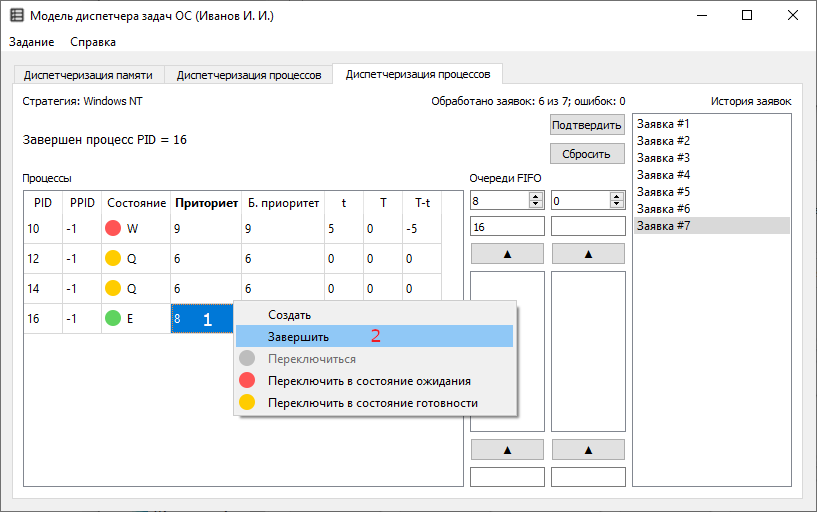 Модель диспетчера задач ОС (Иванов И. И.)
Задание Справка
Диспетчеризация памяти Диспетчеризация процессов Диспетчеризация процессов
Стратегия: Windows NT Обработано заявок: 6 из 7; ошибок: 0 История заявок
Завершен процесс PID = 16
Подтвердить
Сбросить
Процессы
PID PPID Состояние Приториет Б. приоритет t T T-t
10 -1 W 9 9 5 0 -5
12 -1 Q 6 6 0 0 0
14 -1 Q 6 6 0 0 0
16 -1 E 8 1
Создать
Завершить 2
Переключиться
Переключить в состояние ожидания
Переключить в состояние готовности
Очереди FIFO
8 0
16
▲ ▲
▲ ▲
Заявка #1
Заявка #2
Заявка #3
Заявка #4
Заявка #5
Заявка #6
Заявка #7